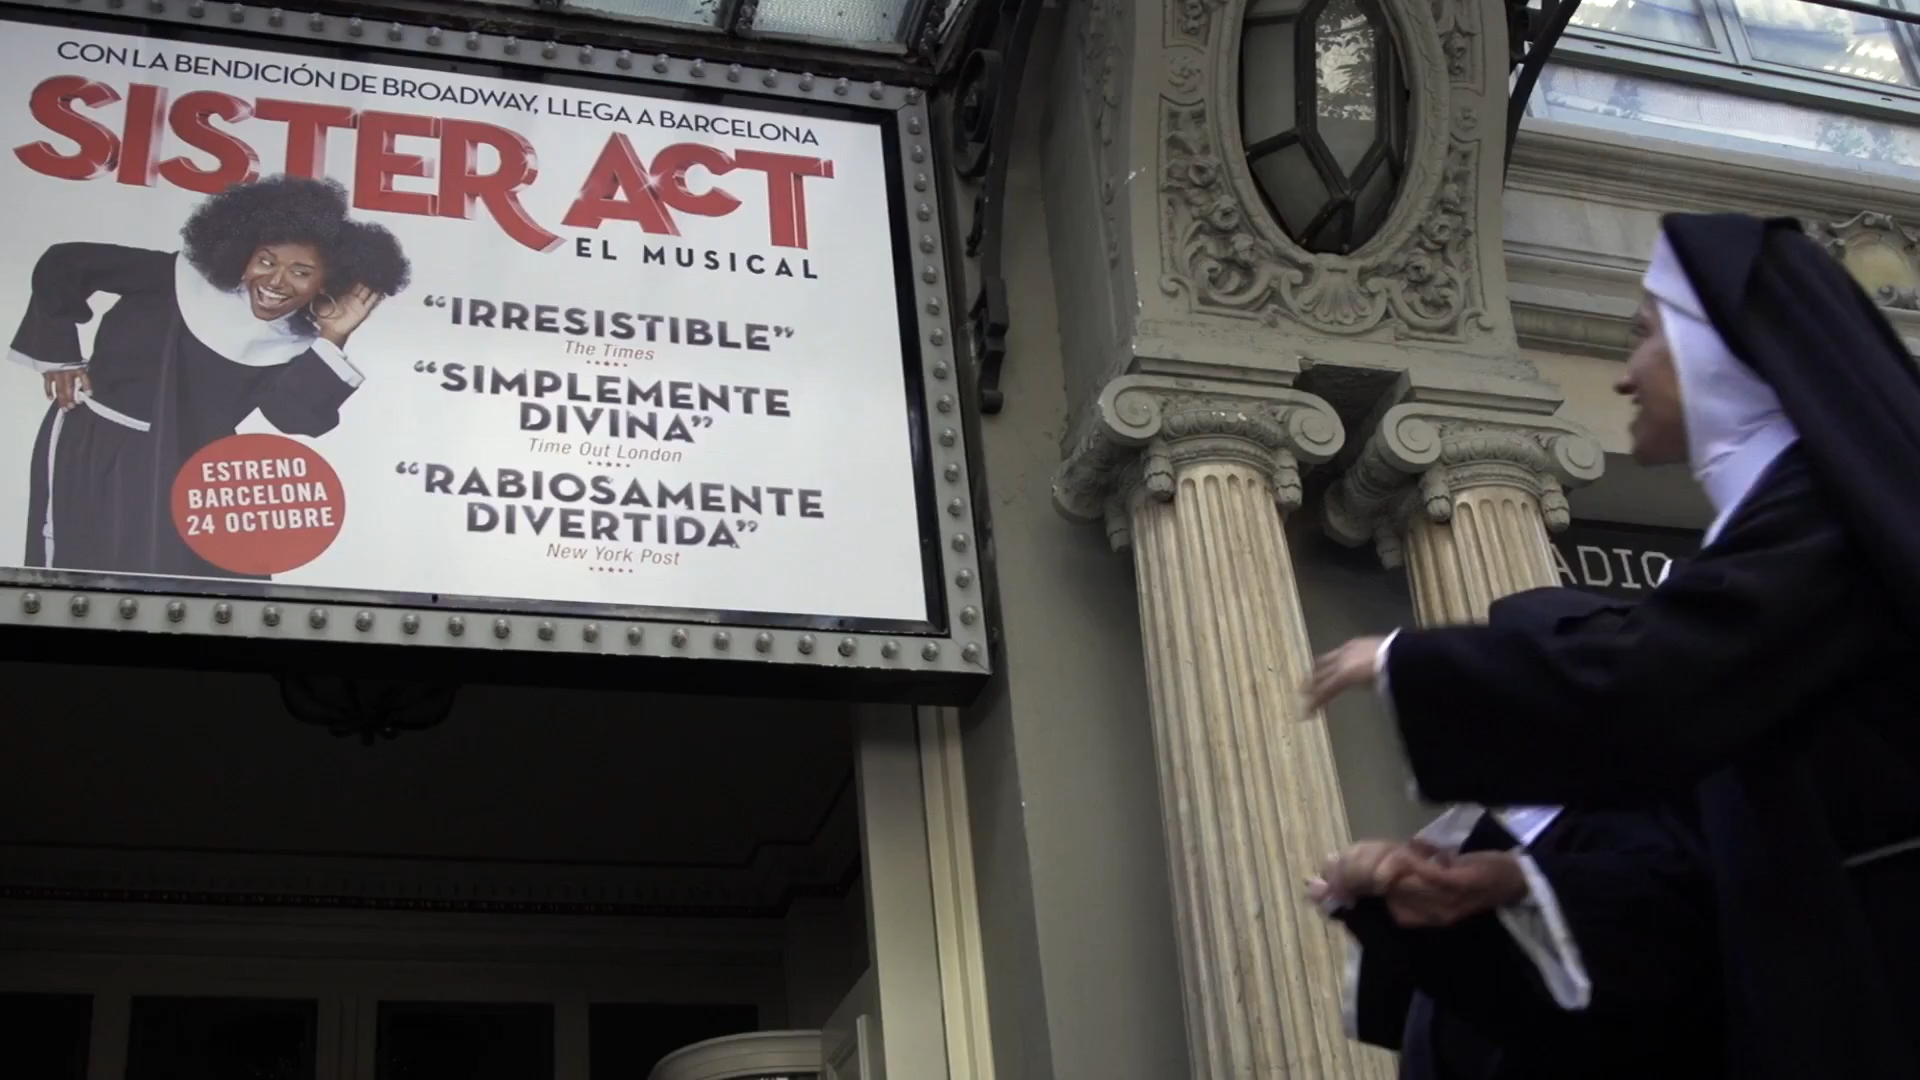 CON LA BENDICIÓN DE BROADWAY, LLEGA A BARCELONA
SISTER ACT
EL MUSICAL
“IRRESISTIBLE”
The Times
“SIMPLEMENTE
DIVINA”
Time Out London
“RABIOSAMENTE
DIVERTIDA”
New York Post
ESTRENO
BARCELONA
24 OCTUBRE